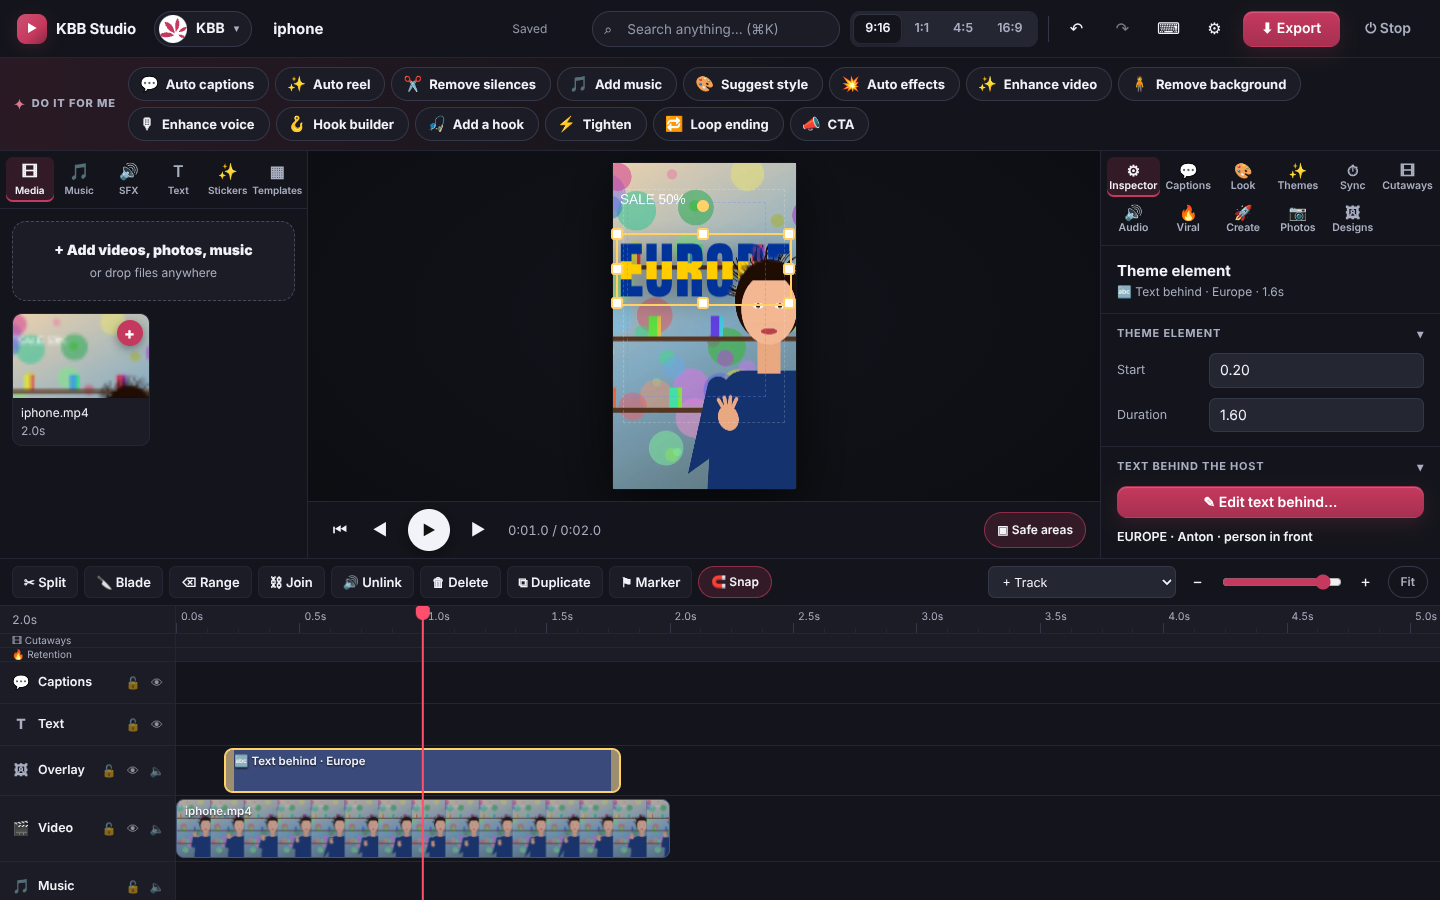 KBB Studio
KBB
iphone
Saved
Search anything... (⌘K)
9:16
1:1
4:5
16:9
Export
Stop
DO IT FOR ME
Auto captions
Auto reel
Remove silences
Add music
Suggest style
Auto effects
Enhance video
Remove background
Enhance voice
Hook builder
Add a hook
Tighten
Loop ending
CTA
Media
Music
SFX
Text
Stickers
Templates
+ Add videos, photos, music
or drop files anywhere
iphone.mp4
2.0s
SALE 50%
0:01.0 / 0:02.0
Safe areas
Inspector
Captions
Look
Themes
Sync
Cutaways
Audio
Viral
Create
Photos
Designs
Theme element
Text behind · Europe · 1.6s
THEME ELEMENT
Start
0.20
Duration
1.60
TEXT BEHIND THE HOST
Edit text behind...
EUROPE · Anton · person in front
Split
Blade
Range
Join
Unlink
Delete
Duplicate
Marker
Snap
+ Track
−
+
Fit
2.0s
0.0s
0.5s
1.0s
1.5s
2.0s
2.5s
3.0s
3.5s
4.0s
4.5s
5.0s
Cutaways
Retention
Captions
T Text
Overlay
Text behind · Europe
Video
iphone.mp4
Music